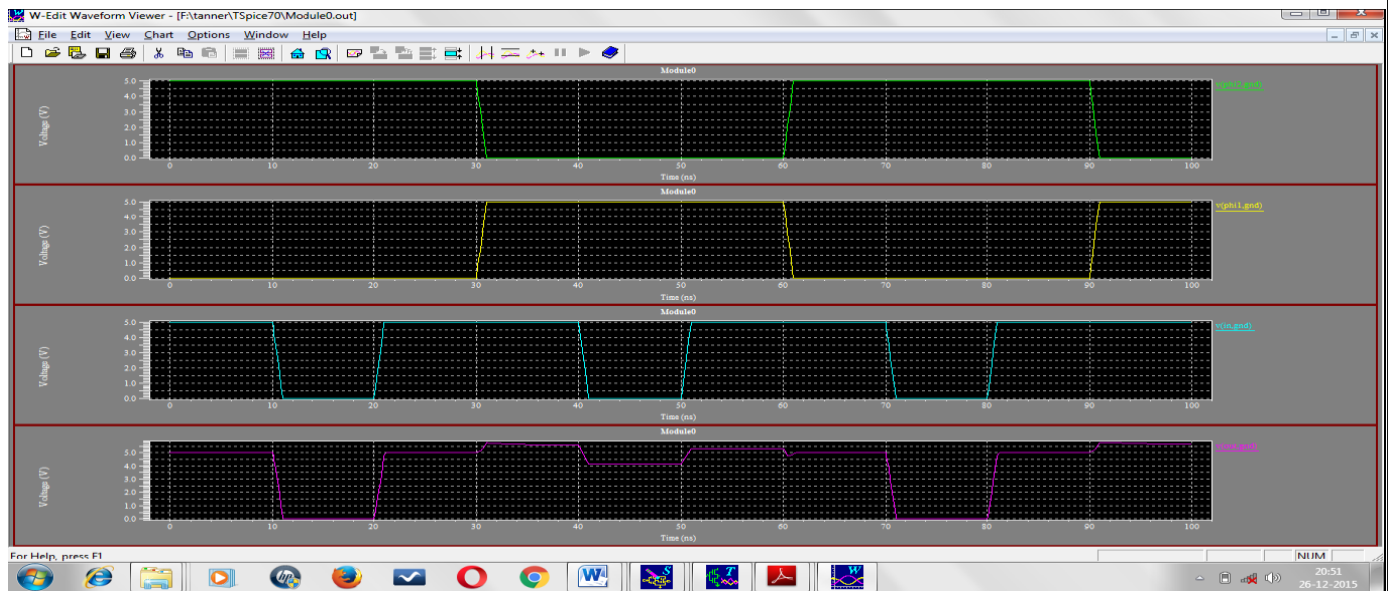 W-Edit Waveform Viewer - [F:\tanner\TSpice70\Module0.out]
File Edit View Chart Options Window Help
Module0
v(phi2,gnd)
5.0
4.0
3.0
2.0
1.0
0.0
Voltage (V)
0 10 20 30 40 50 60 70 80 90 100
Time (ns)
Module0
v(phi1,gnd)
5.0
4.0
3.0
2.0
1.0
0.0
Voltage (V)
0 10 20 30 40 50 60 70 80 90 100
Time (ns)
Module0
v(in,gnd)
5.0
4.0
3.0
2.0
1.0
0.0
Voltage (V)
0 10 20 30 40 50 60 70 80 90 100
Time (ns)
Module0
5.0
4.0
3.0
2.0
1.0
0.0
Voltage (V)
0 10 20 30 40 50 60 70 80 90 100
Time (ns)
For Help, press F1
NUM
hp
W
S
T
W
20:51
26-12-2015